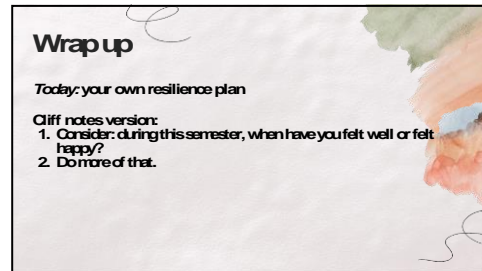 Wrap up
Today: your own resilience plan
Cliff notes version:
1. Consider: during this semester, when have you felt well or felt
happy?
2. Do more of that.